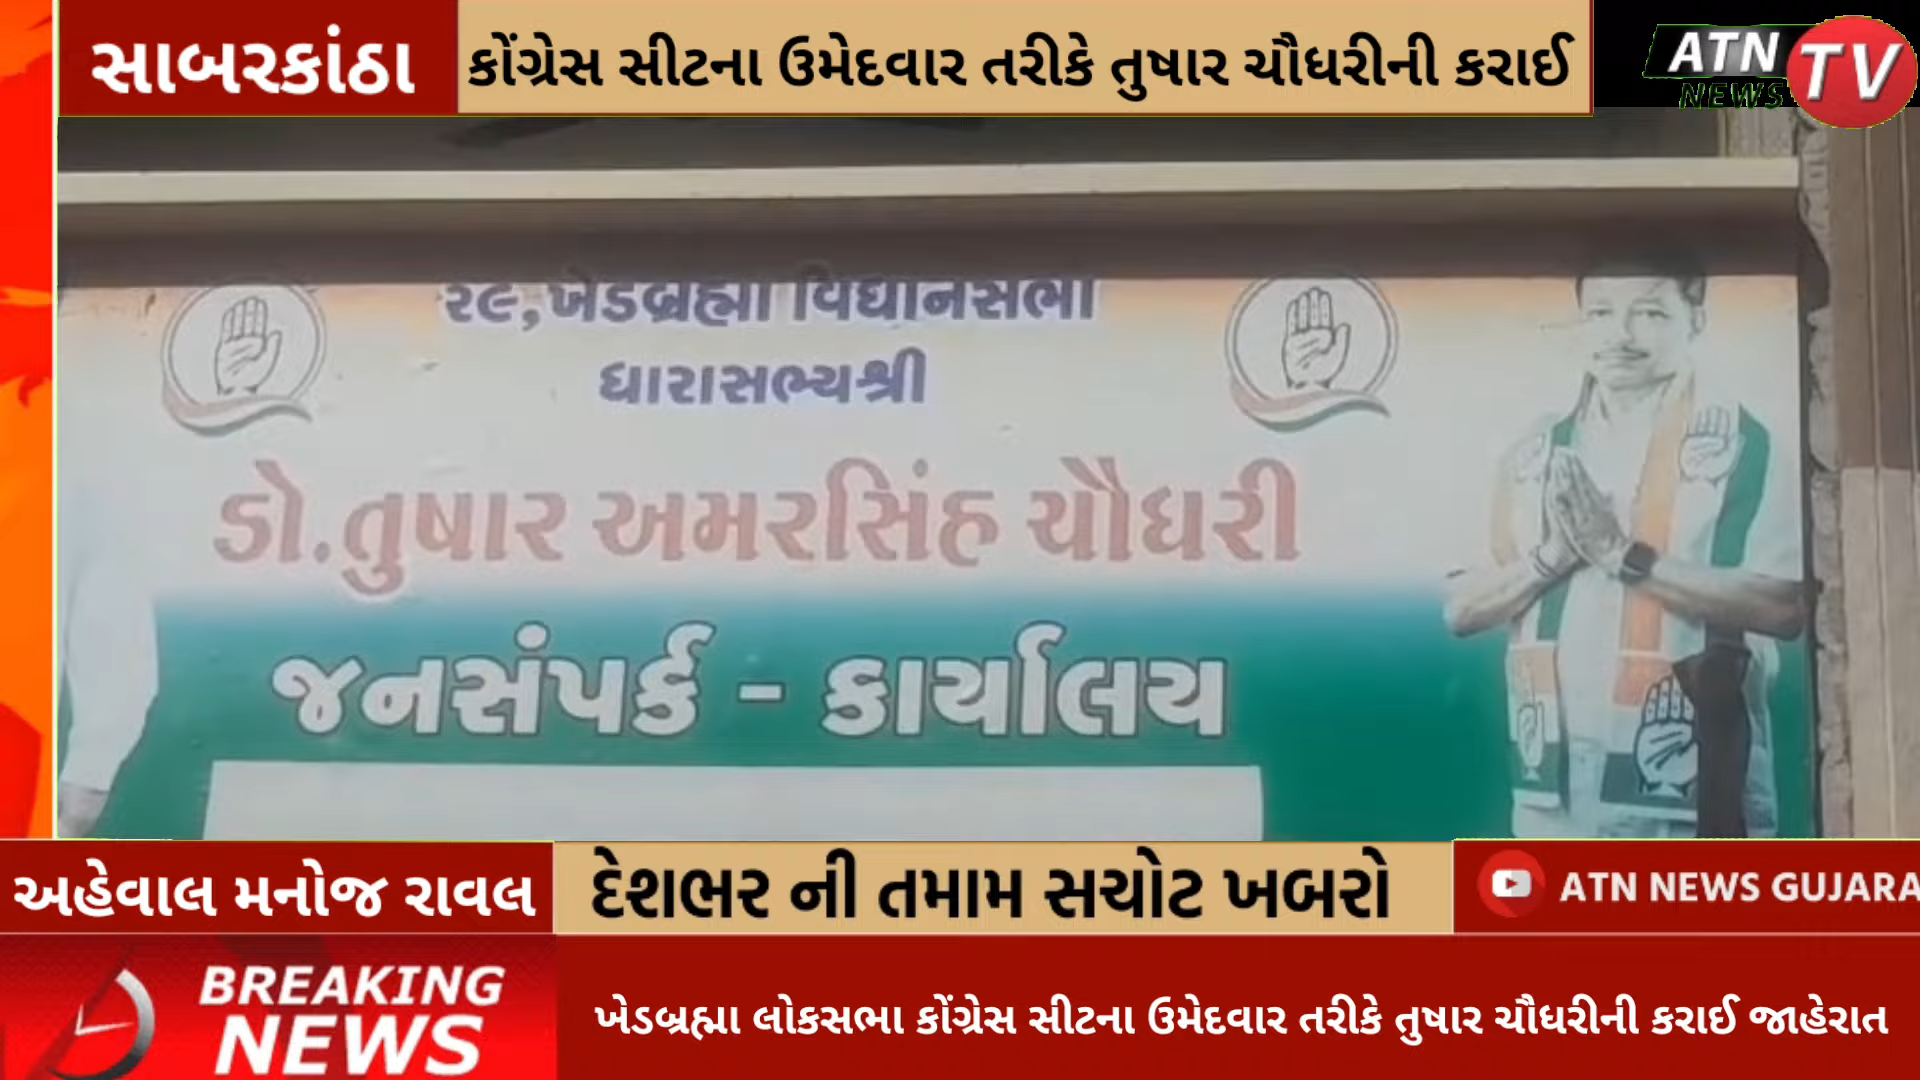 સાબરકાંઠા
કોંગ્રેસ સીટના ઉમેદવાર તરીકે તુષાર ચૌધરીની કરાઈ
ATN
NEWS
TV
૨૯,ખેડબ્રહ્મા વિધાનસભા
ધારાસભ્યશ્રી
ડો.તુષાર અમરસિંહ ચૌધરી
જનસંપર્ક - કાર્યાલય
અહેવાલ મનોજ રાવલ
દેશભર ની તમામ સચોટ ખબરો
ATN NEWS GUJARA
BREAKING
NEWS
ખેડબ્રહ્મા લોકસભા કોંગ્રેસ સીટના ઉમેદવાર તરીકે તુષાર ચૌધરીની કરાઈ જાહેરાત